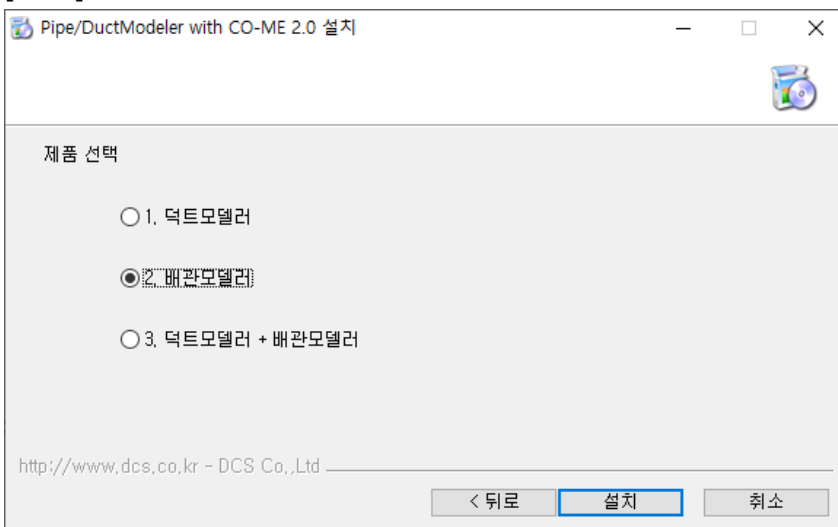 Pipe/DuctModeler with CO-ME 2.0 설치
제품 선택
1. 덕트모델러
2. 배관모델러
3. 덕트모델러 + 배관모델러
http://www.dcs.co.kr - DCS Co.,Ltd
< 뒤로
설치
취소